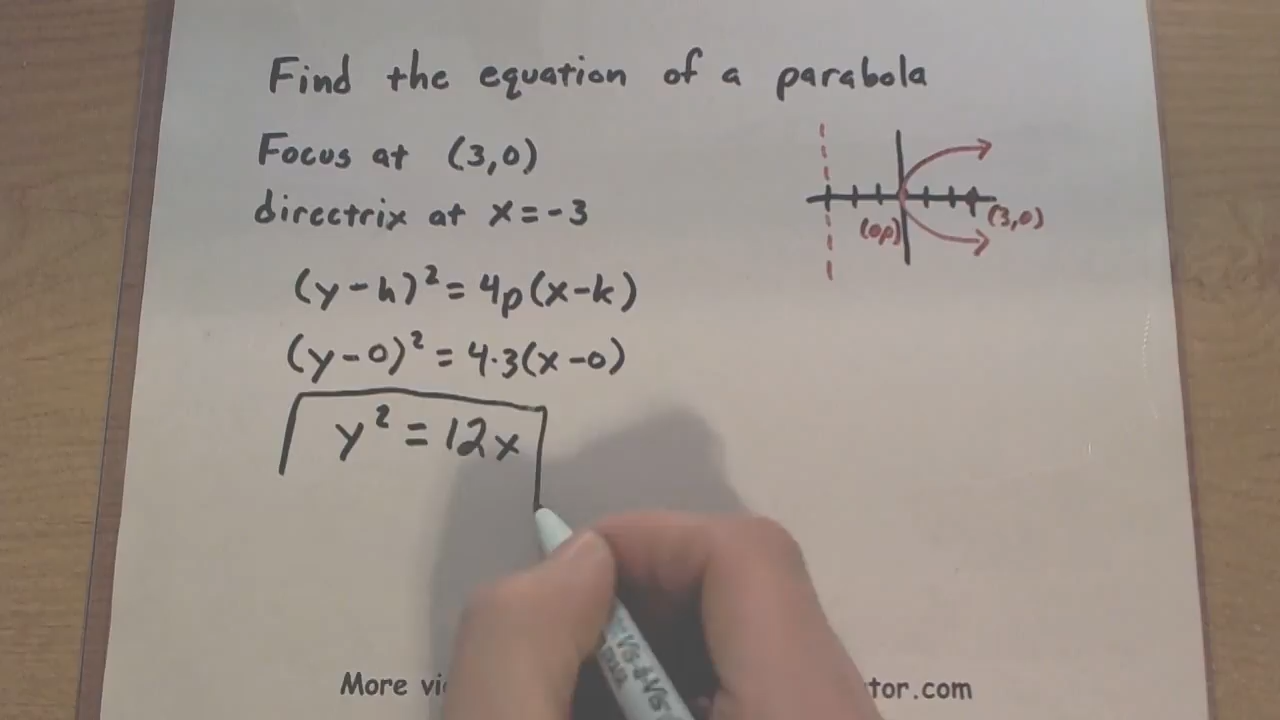 Find the equation of a parabola
Focus at (3,0)
directrix at x=-3
(3,0)
(0,0)
(y-h)²=4p(x-k)
(y-0)²=4·3(x-0)
y²=12x
More
tor.com